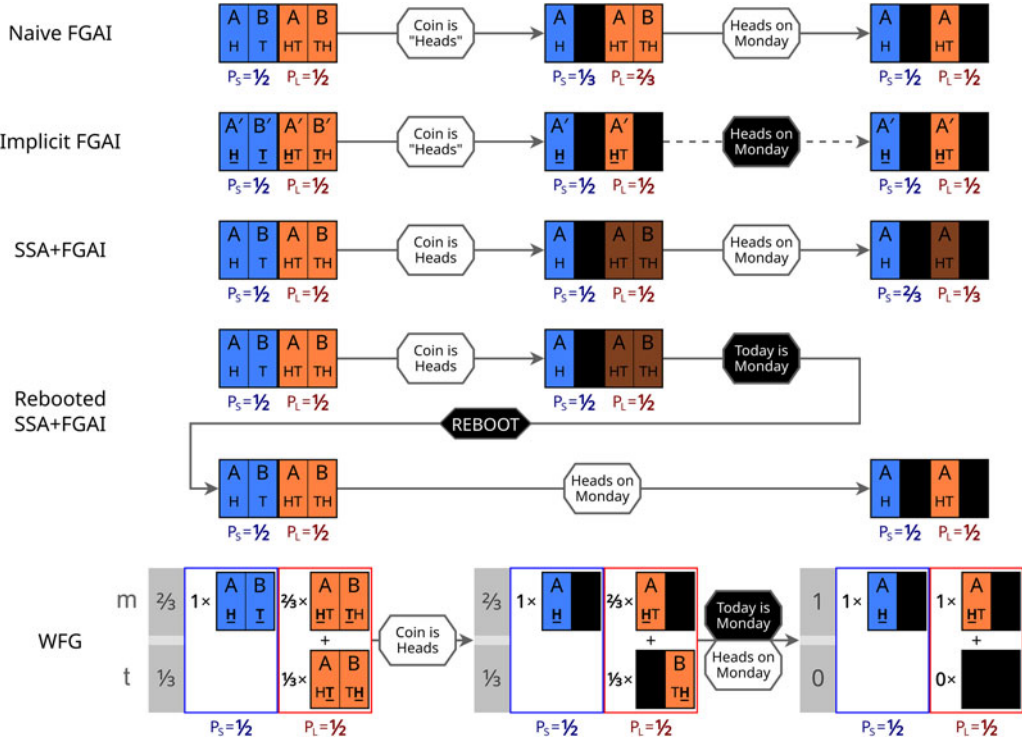 Naive FGAI
A B A B
H T HT TH
Coin is
"Heads"
A A B
H HT TH
Heads on
Monday
A A
H HT
PS=½ PL=½
PS=⅓ PL=⅔
PS=½ PL=½
Implicit FGAI
A′ B′ A′ B′
H T HT TH
Coin is
"Heads"
A′ A′
H HT
Heads on
Monday
A′ A′
H HT
PS=½ PL=½
PS=½ PL=½
PS=½ PL=½
SSA+FGAI
A B A B
H T HT TH
Coin is
Heads
A A B
H HT TH
Heads on
Monday
A A
H HT
PS=½ PL=½
PS=½ PL=½
PS=⅔ PL=⅓
Rebooted
SSA+FGAI
A B A B
H T HT TH
Coin is
Heads
A A B
H HT TH
Today is
Monday
PS=½ PL=½
PS=½ PL=½
REBOOT
A B A B
H T HT TH
Heads on
Monday
A A
H HT
PS=½ PL=½
PS=½ PL=½
WFG
m ⅔ 1× A B ⅔× A B
H T HT TH
+
t ⅓ ⅓× A B
HT TH
Coin is
Heads
⅔ 1× A ⅔× A
H HT
+
⅓ ⅓× B
TH
Today is
Monday
Heads on
Monday
1 1× A 1× A
H HT
+
0 0×
PS=½ PL=½
PS=½ PL=½
PS=½ PL=½